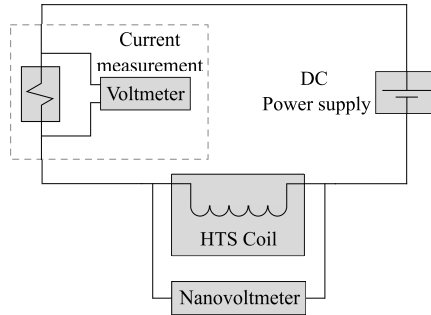 Current
measurement
Voltmeter
DC
Power supply
HTS Coil
Nanovoltmeter